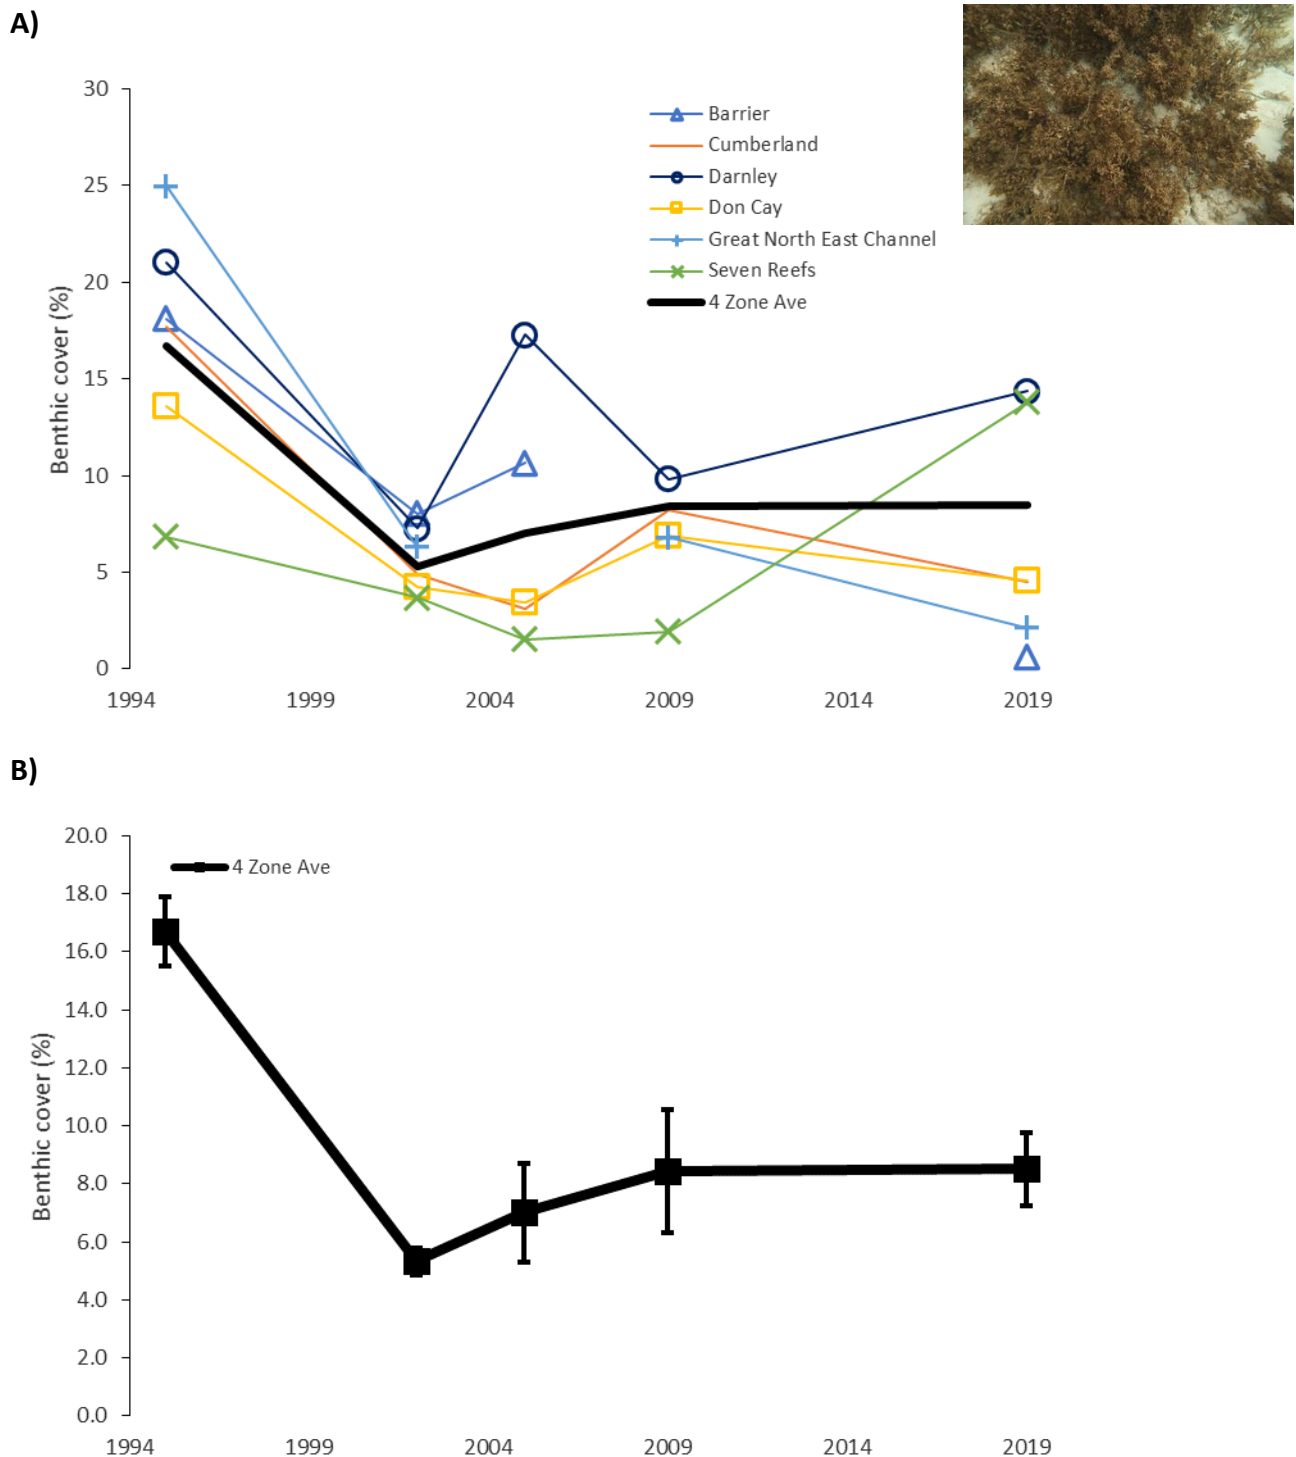 A)
30
25
20
15
10
5
0
Benthic cover (%)
Barrier
Cumberland
Darnley
Don Cay
Great North East Channel
Seven Reefs
4 Zone Ave
1994 1999 2004 2009 2014 2019
B)
20.0
18.0
16.0
14.0
12.0
10.0
8.0
6.0
4.0
2.0
0.0
Benthic cover (%)
4 Zone Ave
1994 1999 2004 2009 2014 2019